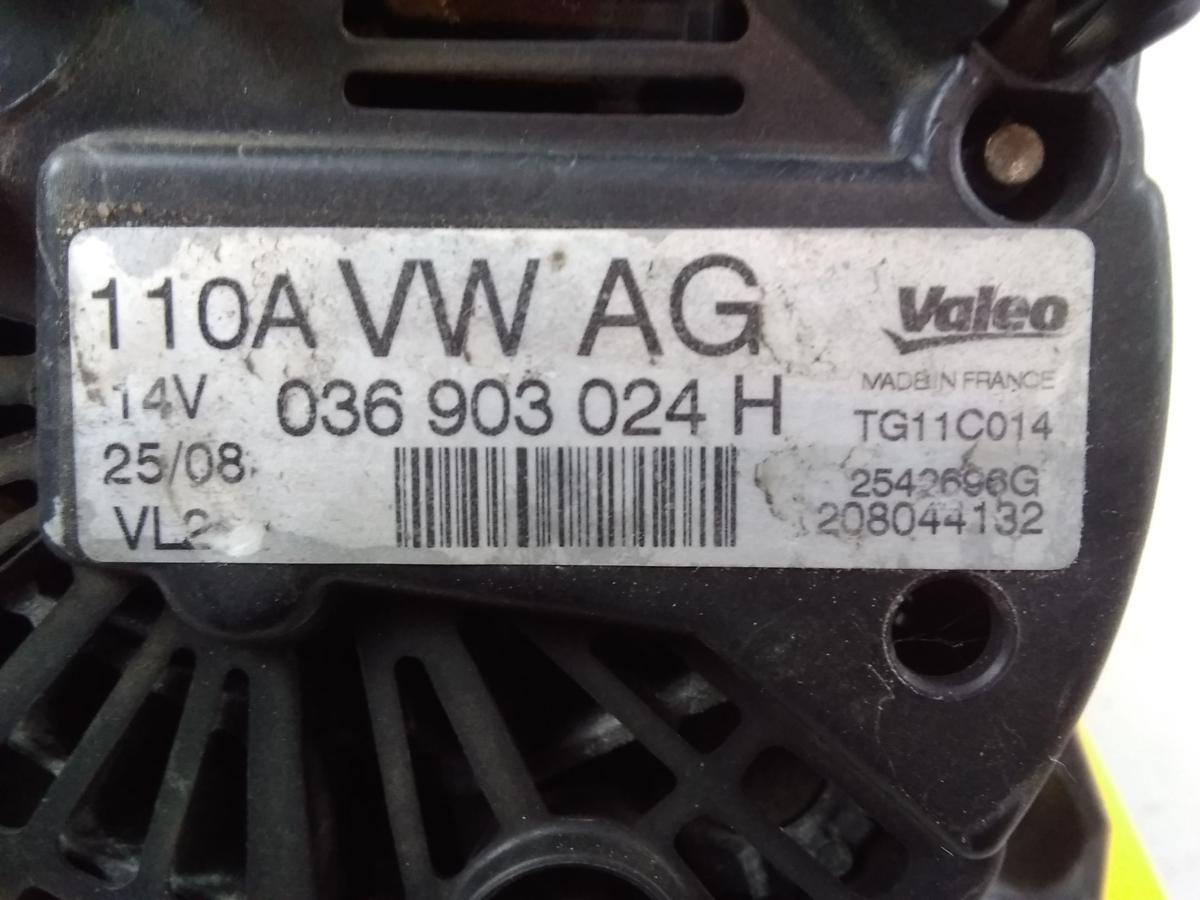 110A VW AG
Valeo
14V 036 903 024 H
MADE IN FRANCE
25/08
TG11C014
2542696G
VL2
208044132